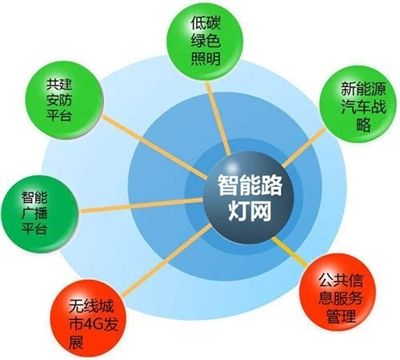 低碳
绿色
照明
共建
安防
平台
新能源
汽车战
略
智能路
灯网
智能
广播
平台
公共信
息服务
管理
无线城
市4G发
展